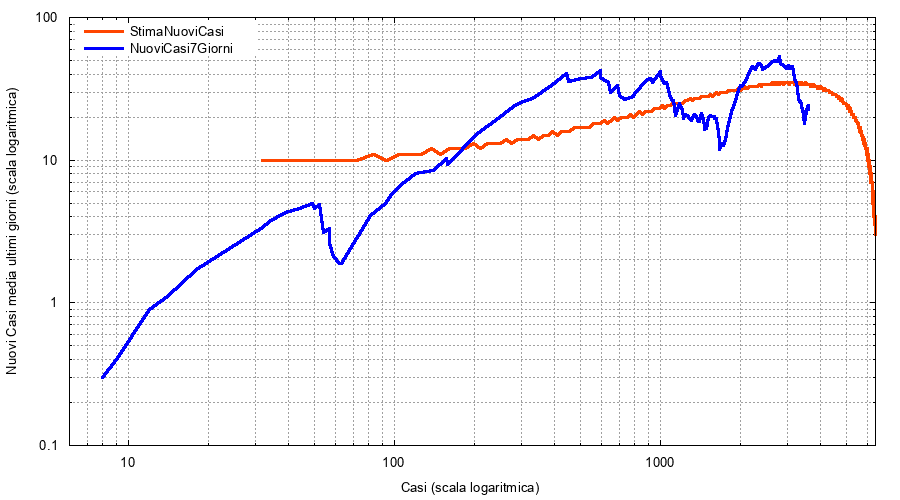 100
StimaNuoviCasi
NuoviCasi7Giorni
10
1
0.1
10 100 1000
Nuovi Casi media ultimi giorni (scala logaritmica)
Casi (scala logaritmica)